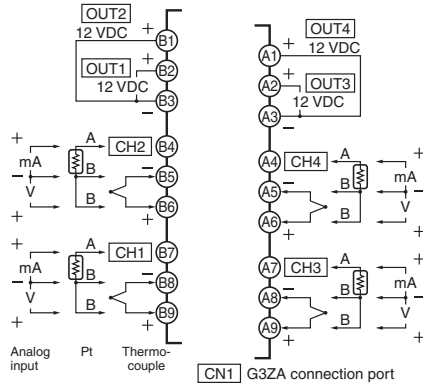 OUT2
12 VDC
+
B1
OUT1
+
B2
12 VDC
B3
−
B4
+
CH2
A
mA
−
B
−
B5
V
B
+
B6
+
B7
+
CH1
A
mA
−
B
−
B8
V
B
+
B9
+
Analog input
Pt
Thermo-couple
OUT4
+
12 VDC
A1
+
OUT3
A2
12 VDC
A3
−
A4
CH4
A
+
A5
−
B
mA
−
V
A6
B
+
+
A7
CH3
A
+
A8
−
B
mA
−
V
A9
B
+
+
CN1 G3ZA connection port